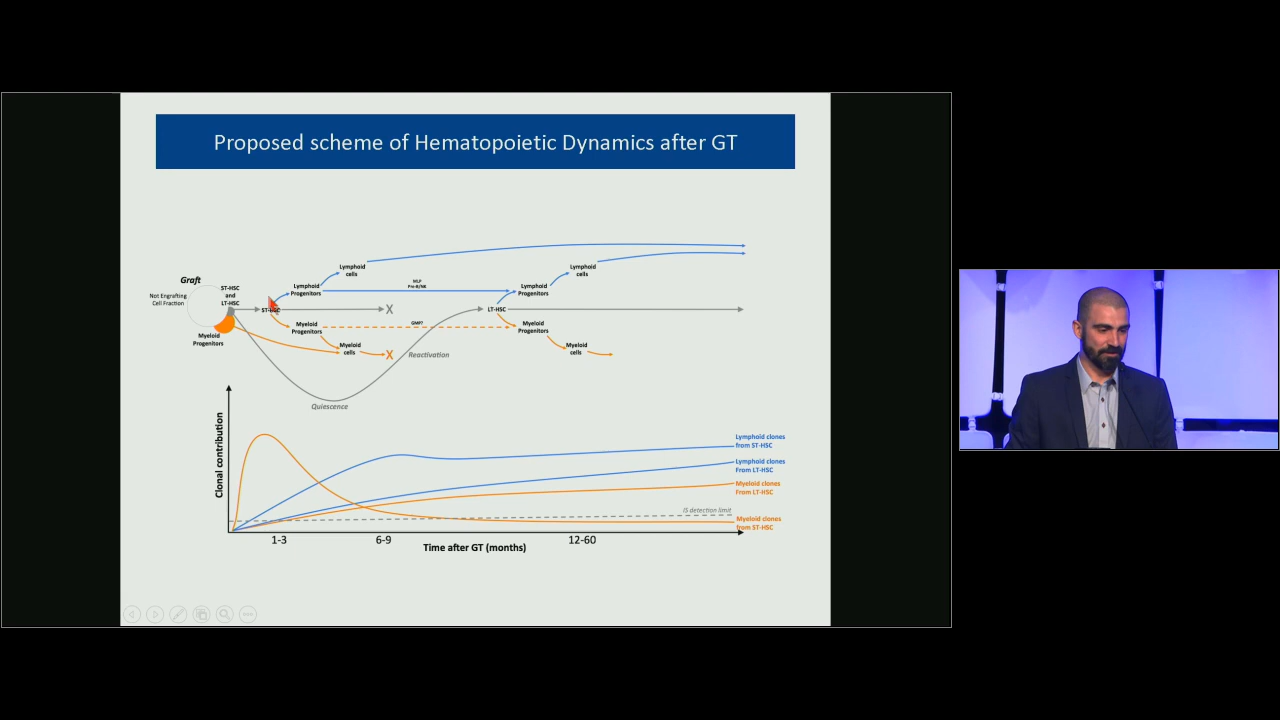 Proposed scheme of Hematopoietic Dynamics after GT
Graft
Not Engrafting
Cell Fraction
ST-HSC
and
LT-HSC
Myeloid
Progenitors
ST-HSC
Lymphoid
Progenitors
Lymphoid
cells
Myeloid
Progenitors
Myeloid
cells
MLP
Pre-B/NK
GMP?
X
X
Quiescence
Reactivation
LT-HSC
Lymphoid
Progenitors
Lymphoid
cells
Myeloid
Progenitors
Myeloid
cells
Clonal contribution
Lymphoid clones
from ST-HSC
Lymphoid clones
From LT-HSC
Myeloid clones
From LT-HSC
IS detection limit
Myeloid clones
from ST-HSC
1-3
6-9
12-60
Time after GT (months)